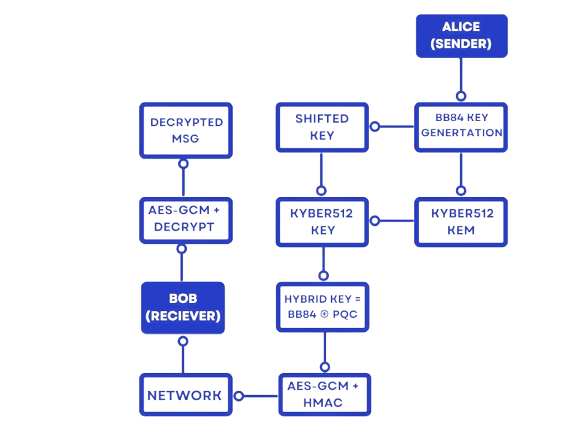 ALICE
(SENDER)
DECRYPTED
MSG
SHIFTED
KEY
BB84 KEY
GENERTATION
AES-GCM +
DECRYPT
KYBER512
KEY
KYBER512
KEM
BOB
(RECIEVER)
HYBRID KEY =
BB84 ⊕ PQC
NETWORK
AES-GCM +
HMAC